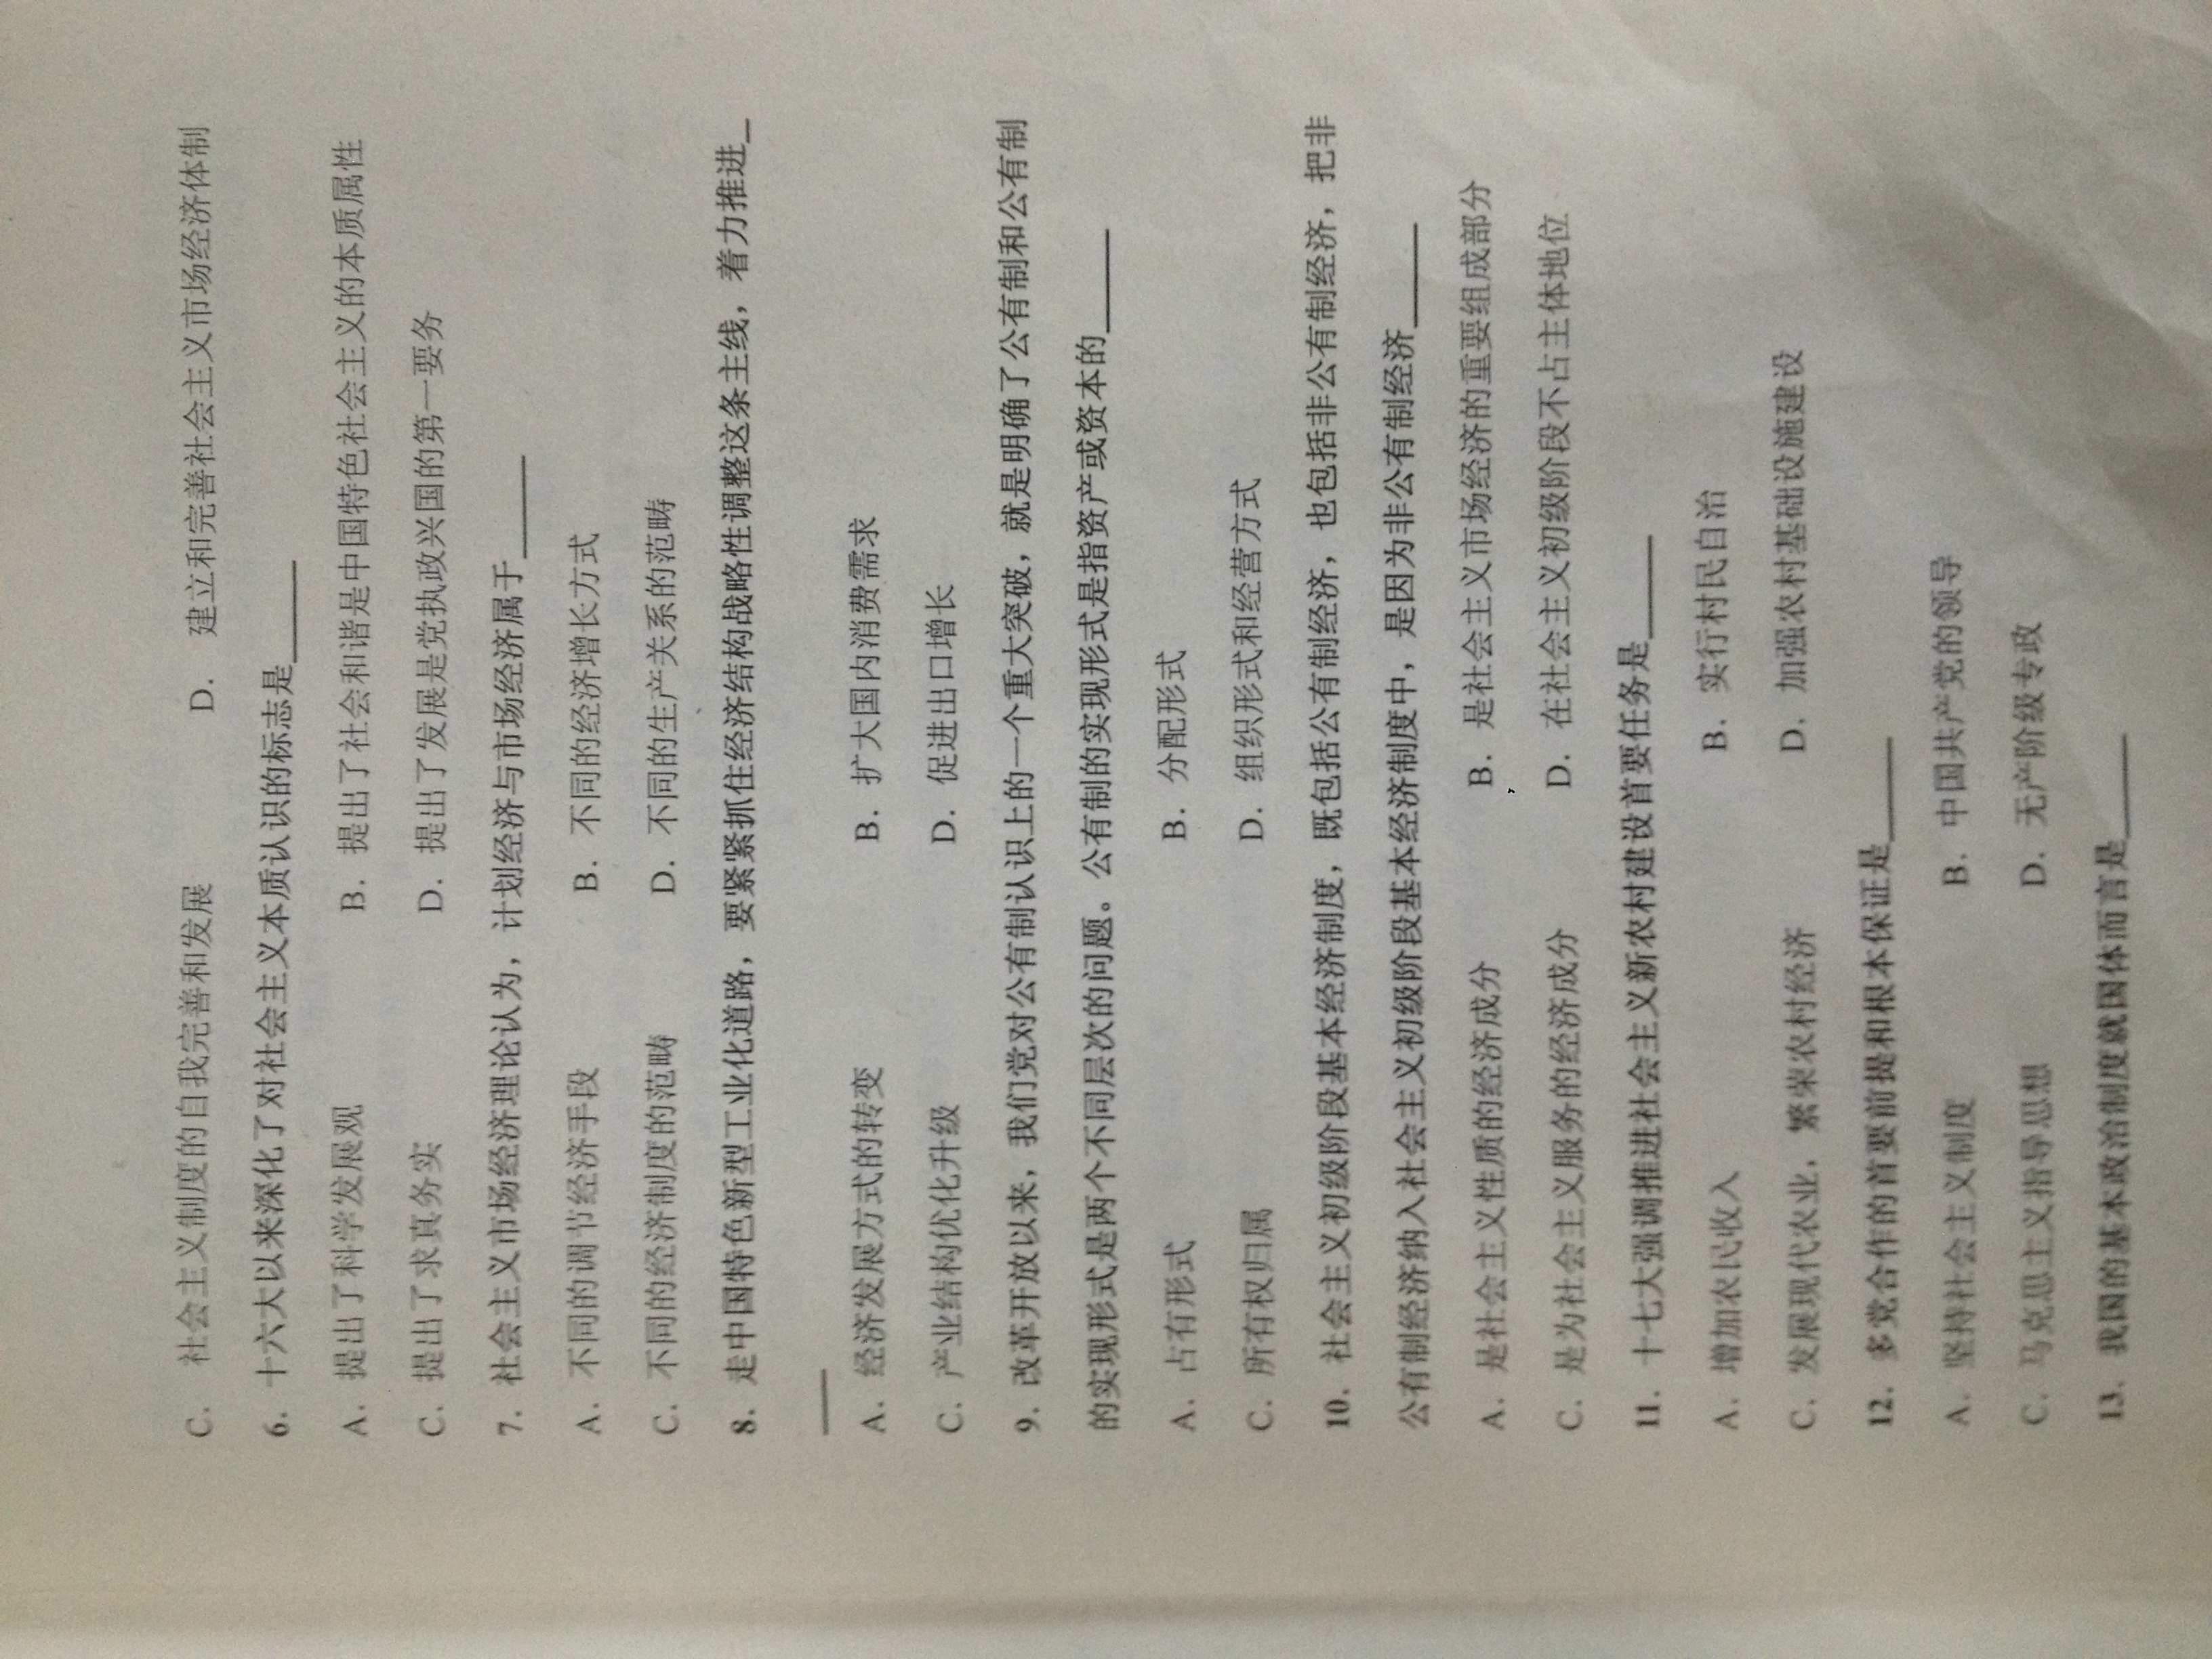 C. 社会主义制度的自我完善和发展 D. 建立和完善社会主义市场经济体制
6. 十六大以来深化了对社会主义本质认识的标志是______
A. 提出了科学发展观 B. 提出了社会和谐是中国特色社会主义的本质属性
C. 提出了求真务实 D. 提出了发展是党执政兴国的第一要务
7. 社会主义市场经济理论认为，计划经济与市场经济属于______
A. 不同的调节经济手段 B. 不同的经济增长方式
C. 不同的经济制度的范畴 D. 不同的生产关系的范畴
8. 走中国特色新型工业化道路，要紧紧抓住经济结构战略性调整这条主线，着力推进_
____
A. 经济发展方式的转变 B. 扩大国内消费需求
C. 产业结构优化升级 D. 促进出口增长
9. 改革开放以来，我们党对公有制认识上的一个重大突破，就是明确了公有制和公有制
的实现形式是两个不同层次的问题。公有制的实现形式是指资产或资本的______
A. 占有形式 B. 分配形式
C. 所有权归属 D. 组织形式和经营方式
10. 社会主义初级阶段基本经济制度，既包括公有制经济，也包括非公有制经济，把非
公有制经济纳入社会主义初级阶段基本经济制度中，是因为非公有制经济______
A. 是社会主义性质的经济成分 B. 是社会主义市场经济的重要组成部分
C. 是为社会主义服务的经济成分 D. 在社会主义初级阶段不占主体地位
11. 十七大强调推进社会主义新农村建设首要任务是______
A. 增加农民收入 B. 实行村民自治
C. 发展现代农业，繁荣农村经济 D. 加强农村基础设施建设
12. 多党合作的首要前提和根本保证是______
A. 坚持社会主义制度 B. 中国共产党的领导
C. 马克思主义指导思想 D. 无产阶级专政
13. 我国的基本政治制度就国体而言是______